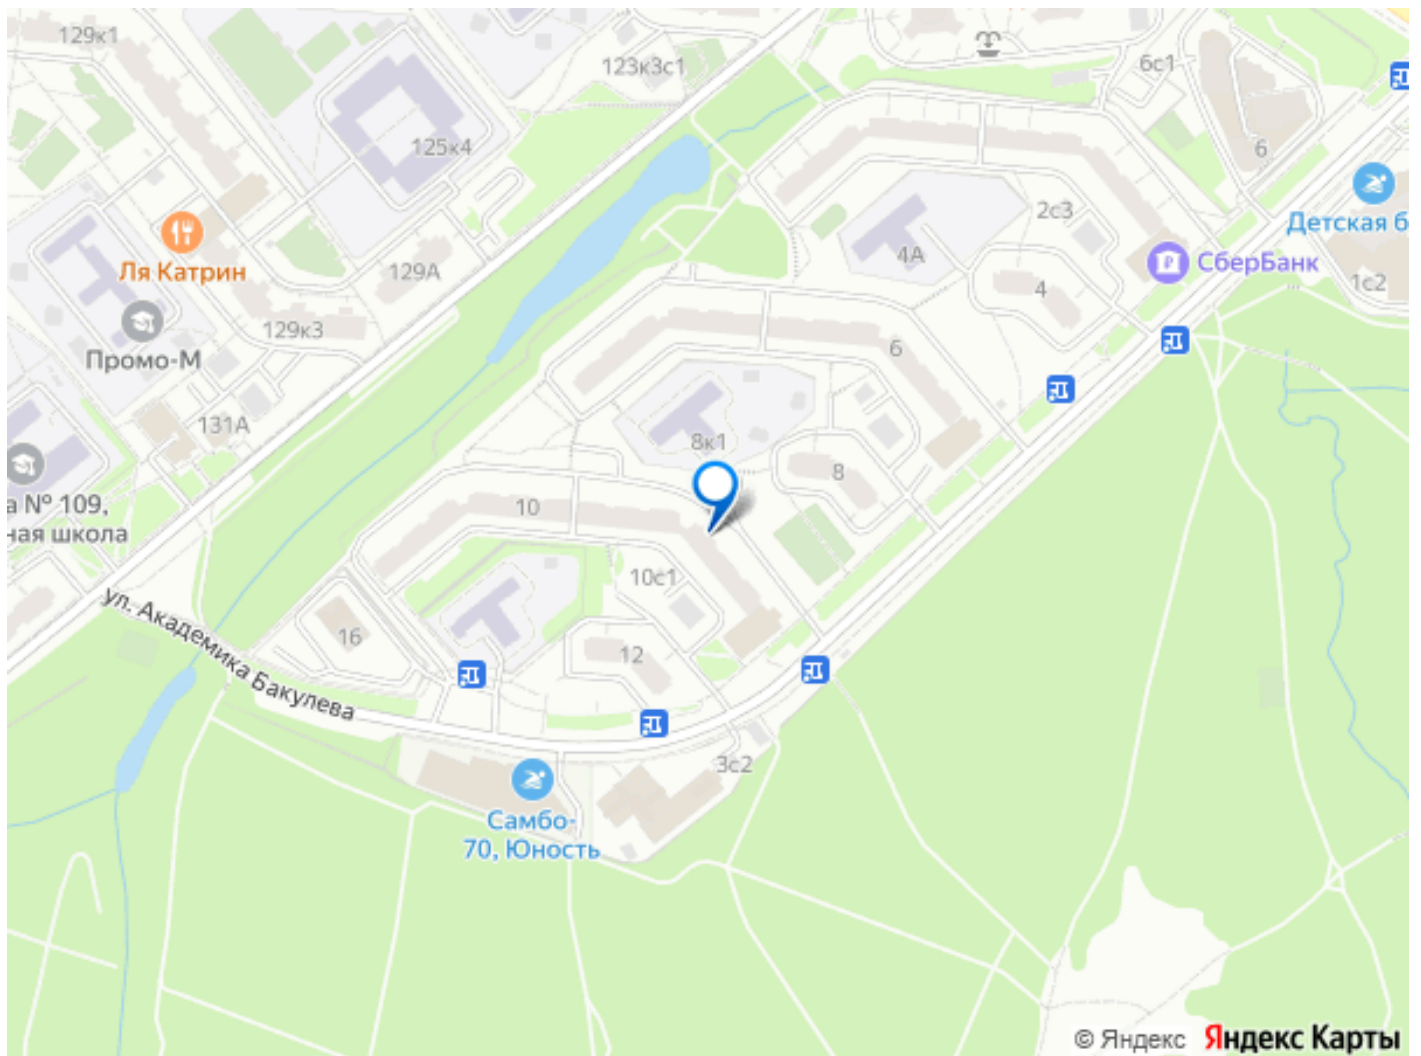 129к1
123к3с1
6с1
125к4
6
2с3
Детская б
4А
СберБанк
Ля Катрин
129А
1с2
4
129к3
6
Промо-М
131А
8к1
8
а № 109,
ная школа
10
10с1
ул. Академика Бакулева
16
12
3с2
Самбо-
70, Юность
© Яндекс Яндекс Карты